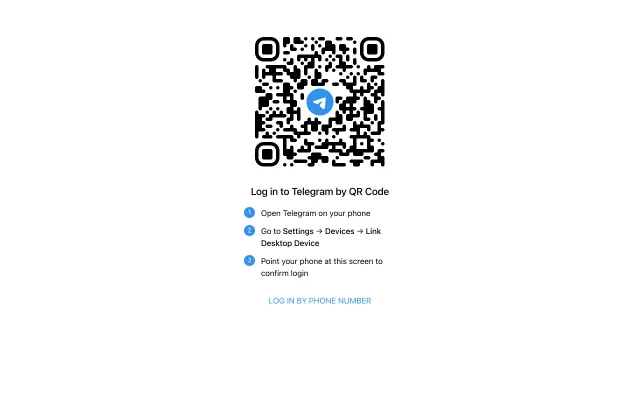 Log in to Telegram by QR Code
1 Open Telegram on your phone
2 Go to Settings → Devices → Link
Desktop Device
3 Point your phone at this screen to
confirm login
LOG IN BY PHONE NUMBER